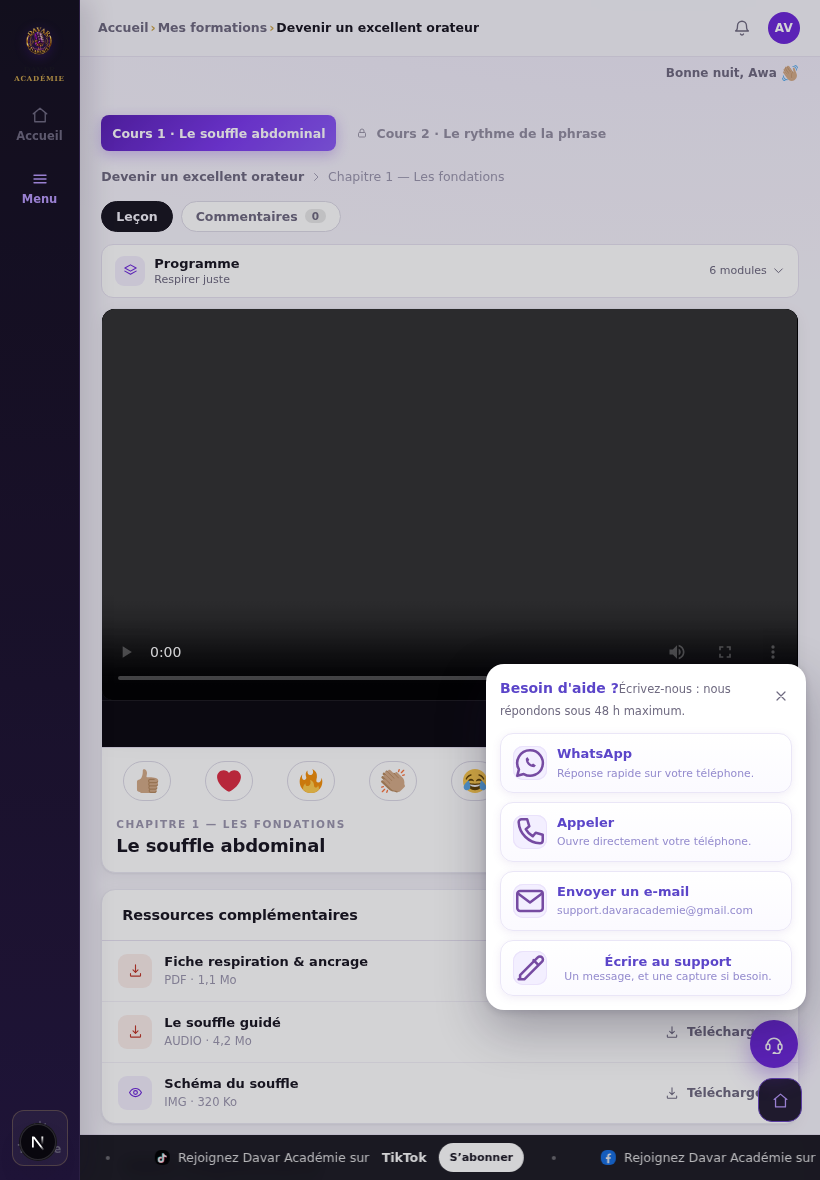 Accueil › Mes formations › Devenir un excellent orateur
AV
ACADÉMIE
Bonne nuit, Awa 👋
Accueil
Menu
Cours 1 · Le souffle abdominal
Cours 2 · Le rythme de la phrase
Devenir un excellent orateur > Chapitre 1 — Les fondations
Leçon
Commentaires 0
Programme
Respirer juste
6 modules
0:00
CHAPITRE 1 — LES FONDATIONS
Le souffle abdominal
Ressources complémentaires
Fiche respiration & ancrage
PDF · 1,1 Mo
Le souffle guidé
AUDIO · 4,2 Mo
Schéma du souffle
IMG · 320 Ko
Besoin d'aide ?Écrivez-nous : nous
répondons sous 48 h maximum.
WhatsApp
Réponse rapide sur votre téléphone.
Appeler
Ouvre directement votre téléphone.
Envoyer un e-mail
support.davaracademie@gmail.com
Écrire au support
Un message, et une capture si besoin.
N
Rejoignez Davar Académie sur TikTok S’abonner
Rejoignez Davar Académie sur